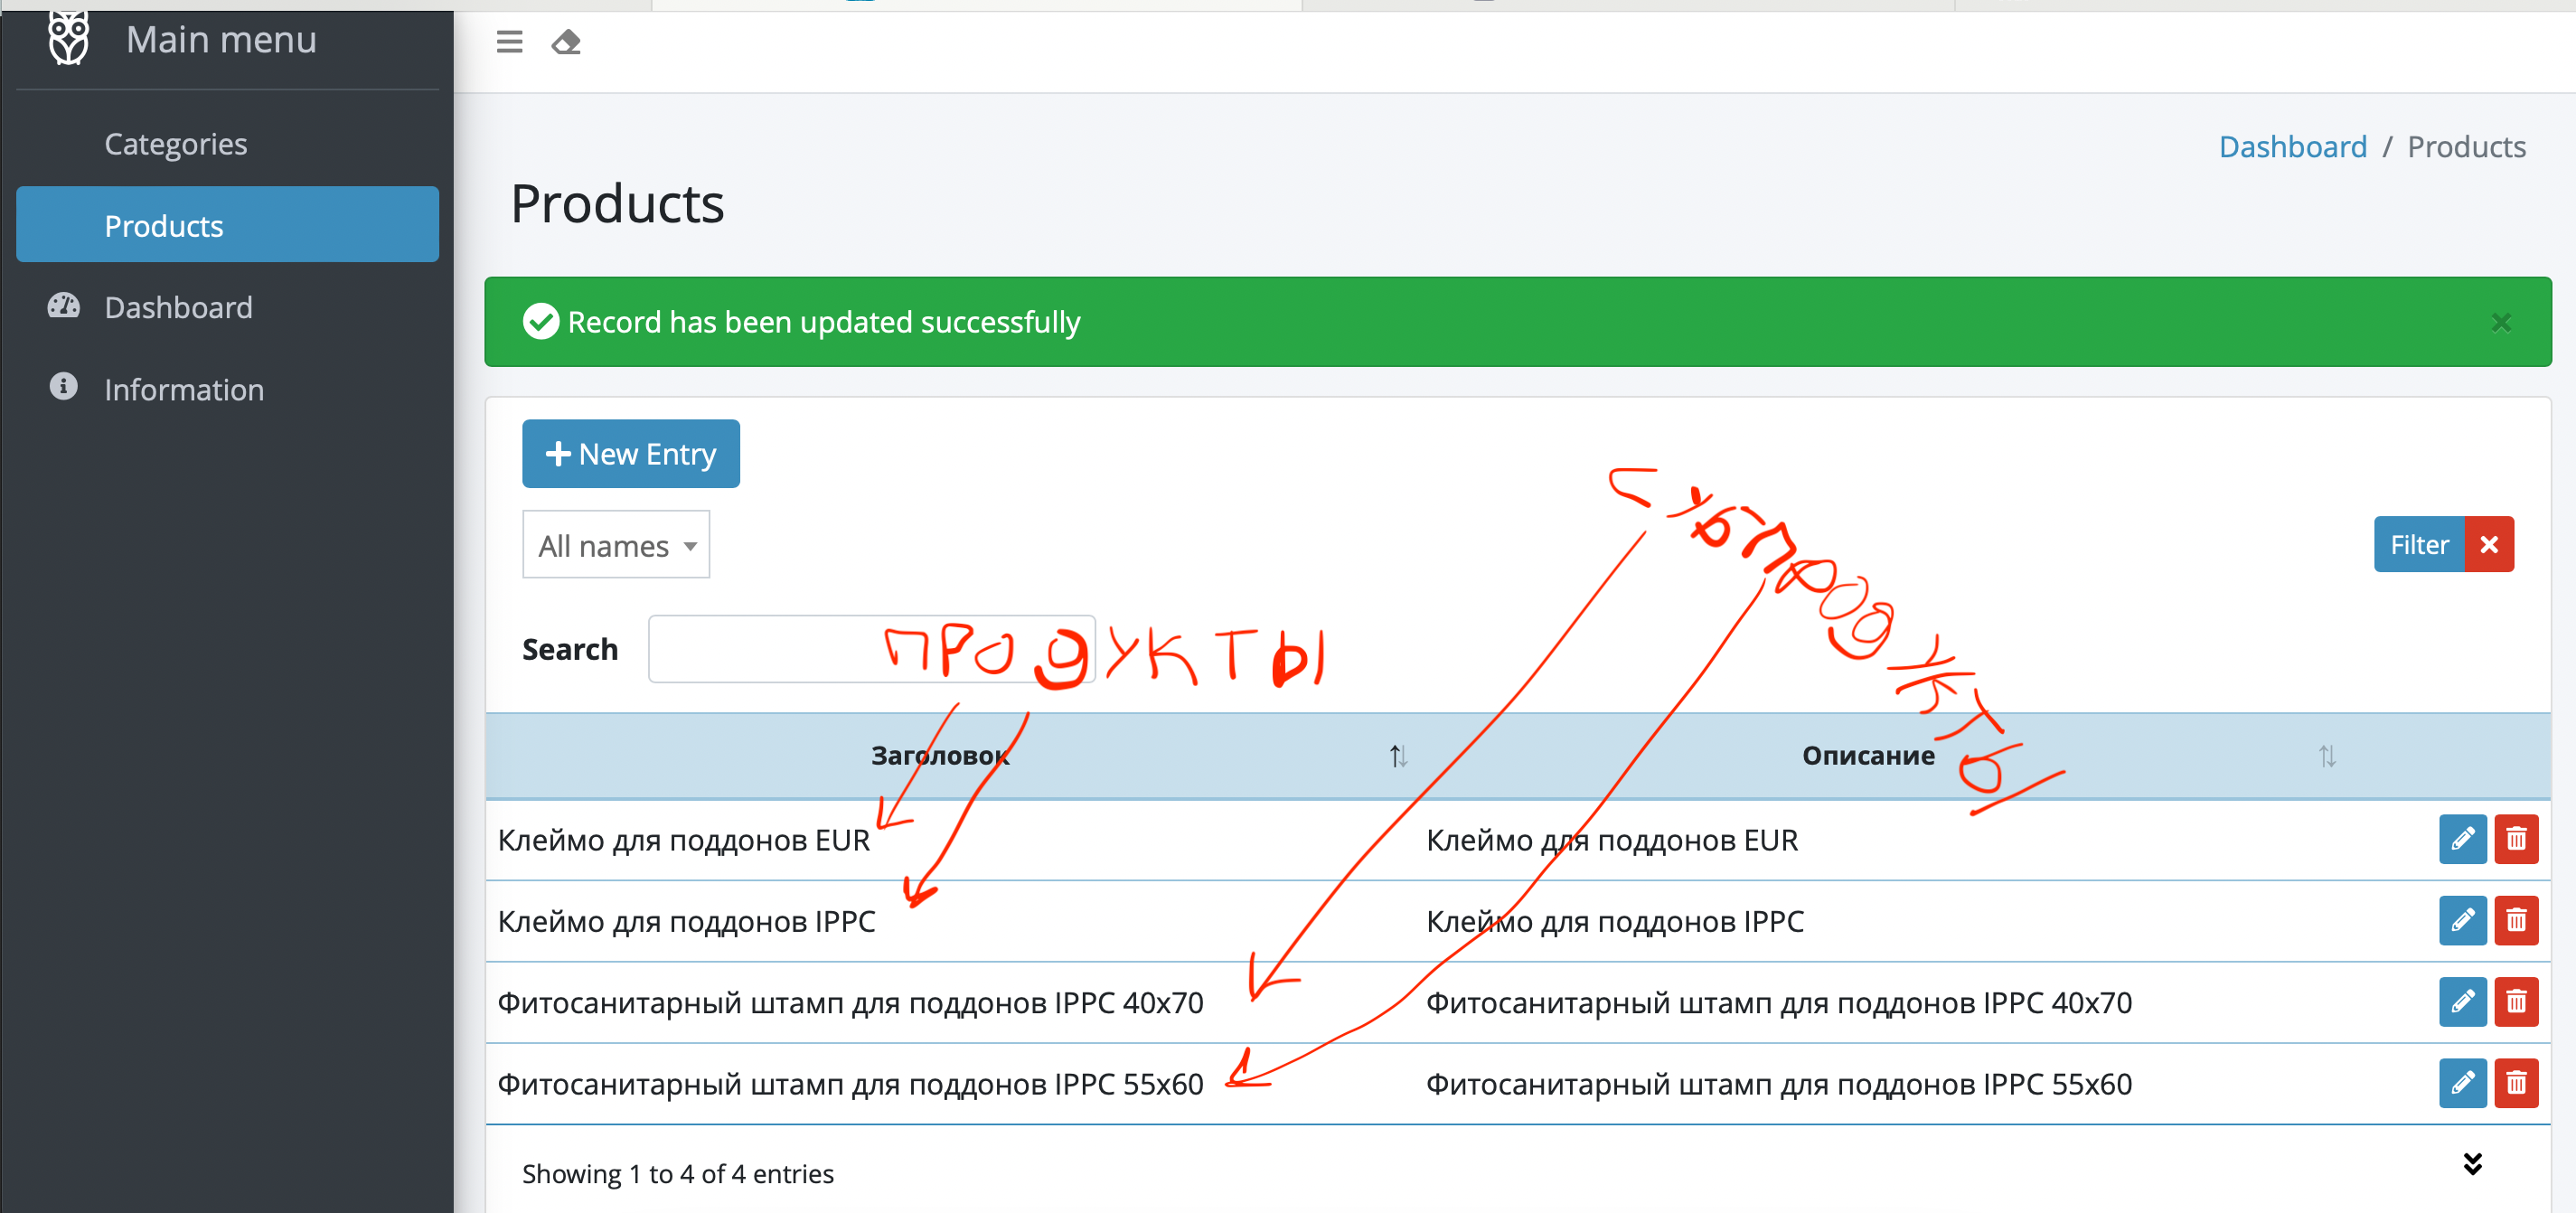 Main menu
Categories
Products
Dashboard
Information
Dashboard / Products
Products
Record has been updated successfully
New Entry
All names
Filter
Search
ПРОДУКТЫ
Субпродукты
Заголовок Описание
Клеймо для поддонов EUR Клеймо для поддонов EUR
Клеймо для поддонов IPPC Клеймо для поддонов IPPC
Фитосанитарный штамп для поддонов IPPC 40x70 Фитосанитарный штамп для поддонов IPPC 40x70
Фитосанитарный штамп для поддонов IPPC 55x60 Фитосанитарный штамп для поддонов IPPC 55x60
Showing 1 to 4 of 4 entries